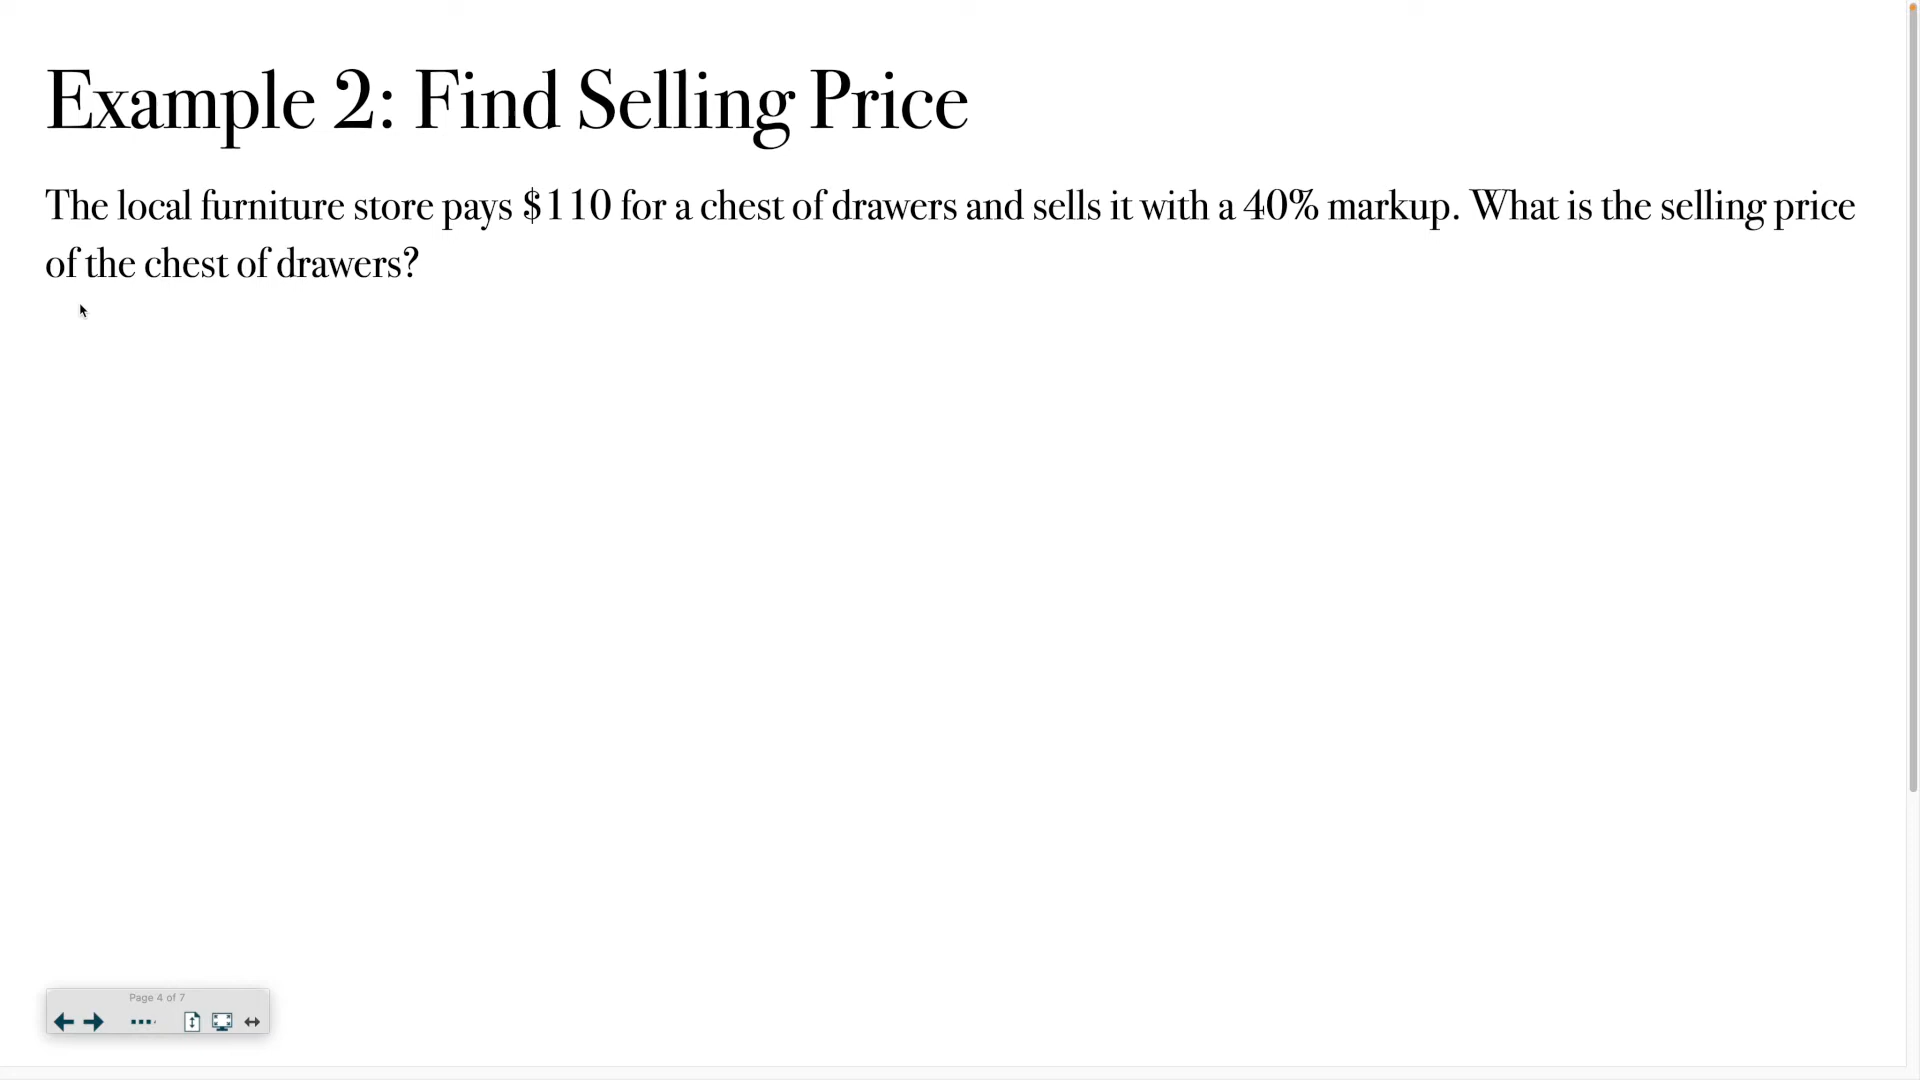 Example 2: Find Selling Price
The local furniture store pays $110 for a chest of drawers and sells it with a 40% markup. What is the selling price
of the chest of drawers?
Page 4 of 7